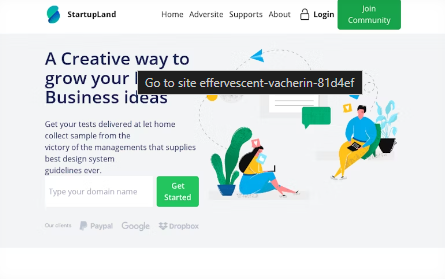 StartupLand
Home Adversite Supports About Login Join
Community
A Creative way to
grow your l
Go to site effervescent-vacherin-81d4ef
Business ideas
Get your tests delivered at let home
collect sample from the
victory of the managements that supplies
best design system
guidelines ever.
Type your domain name
Get
Started
Our clients Paypal Google Dropbox